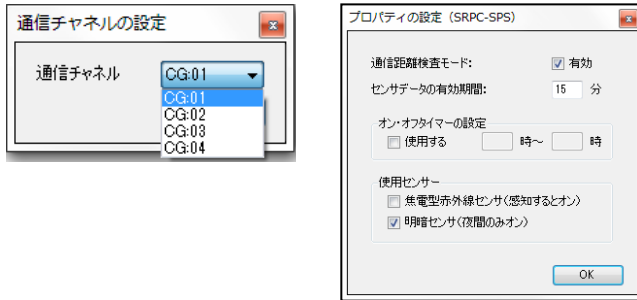 通信チャネルの設定
通信チャネル
CG:01
CG:01
CG:02
CG:03
CG:04
プロパティの設定（SRPC-SPS）
通信距離検査モード:
有効
センサデータの有効期間:
15 分
オン・オフタイマーの設定
使用する 時～ 時
使用センサー
焦電型赤外線センサ(感知するとオン)
明暗センサ(夜間のみオン)
OK